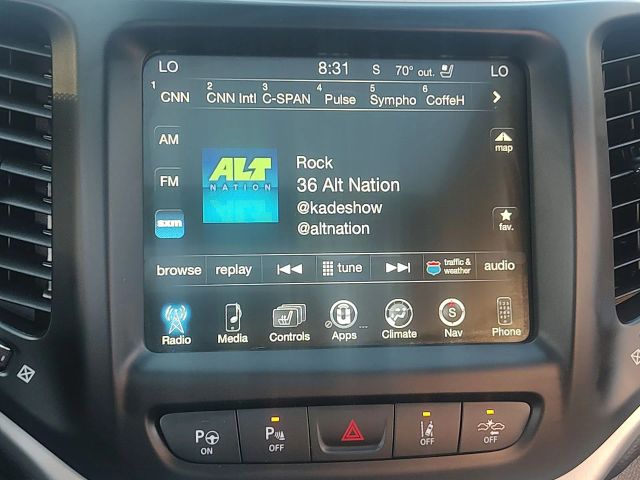 LO 8:31 S 70° out. LO
1 CNN 2 CNN Intl 3 C-SPAN 4 Pulse 5 Sympho 6 CoffeH
AM
FM
sxm
ALT
NATION
Rock
36 Alt Nation
@kadeshow
@altnation
map
fav.
browse replay tune traffic & weather audio
Radio Media Controls Apps Climate S Nav Phone
P ON
P OFF
OFF
OFF